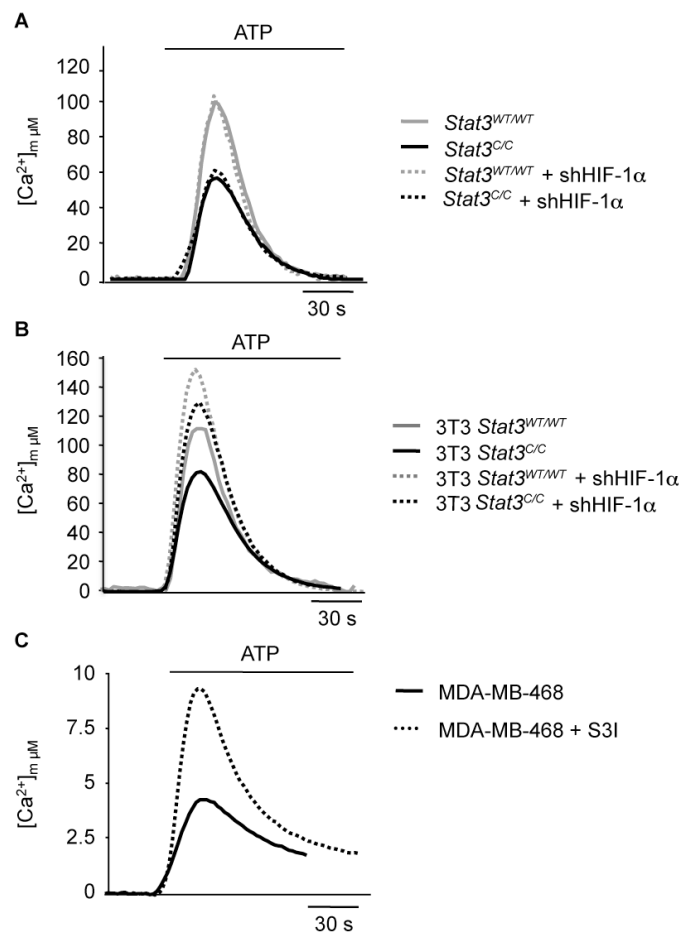 A
ATP
120
100
80
60
40
20
0
[Ca²⁺]m μM
30 s
Stat3WT/WT
Stat3C/C
Stat3WT/WT + shHIF-1α
Stat3C/C + shHIF-1α
B
ATP
160
140
120
100
80
60
40
20
0
[Ca²⁺]m μM
30 s
3T3 Stat3WT/WT
3T3 Stat3C/C
3T3 Stat3WT/WT + shHIF-1α
3T3 Stat3C/C + shHIF-1α
C
ATP
10
7.5
5
2.5
0
[Ca²⁺]m μM
30 s
MDA-MB-468
MDA-MB-468 + S3I